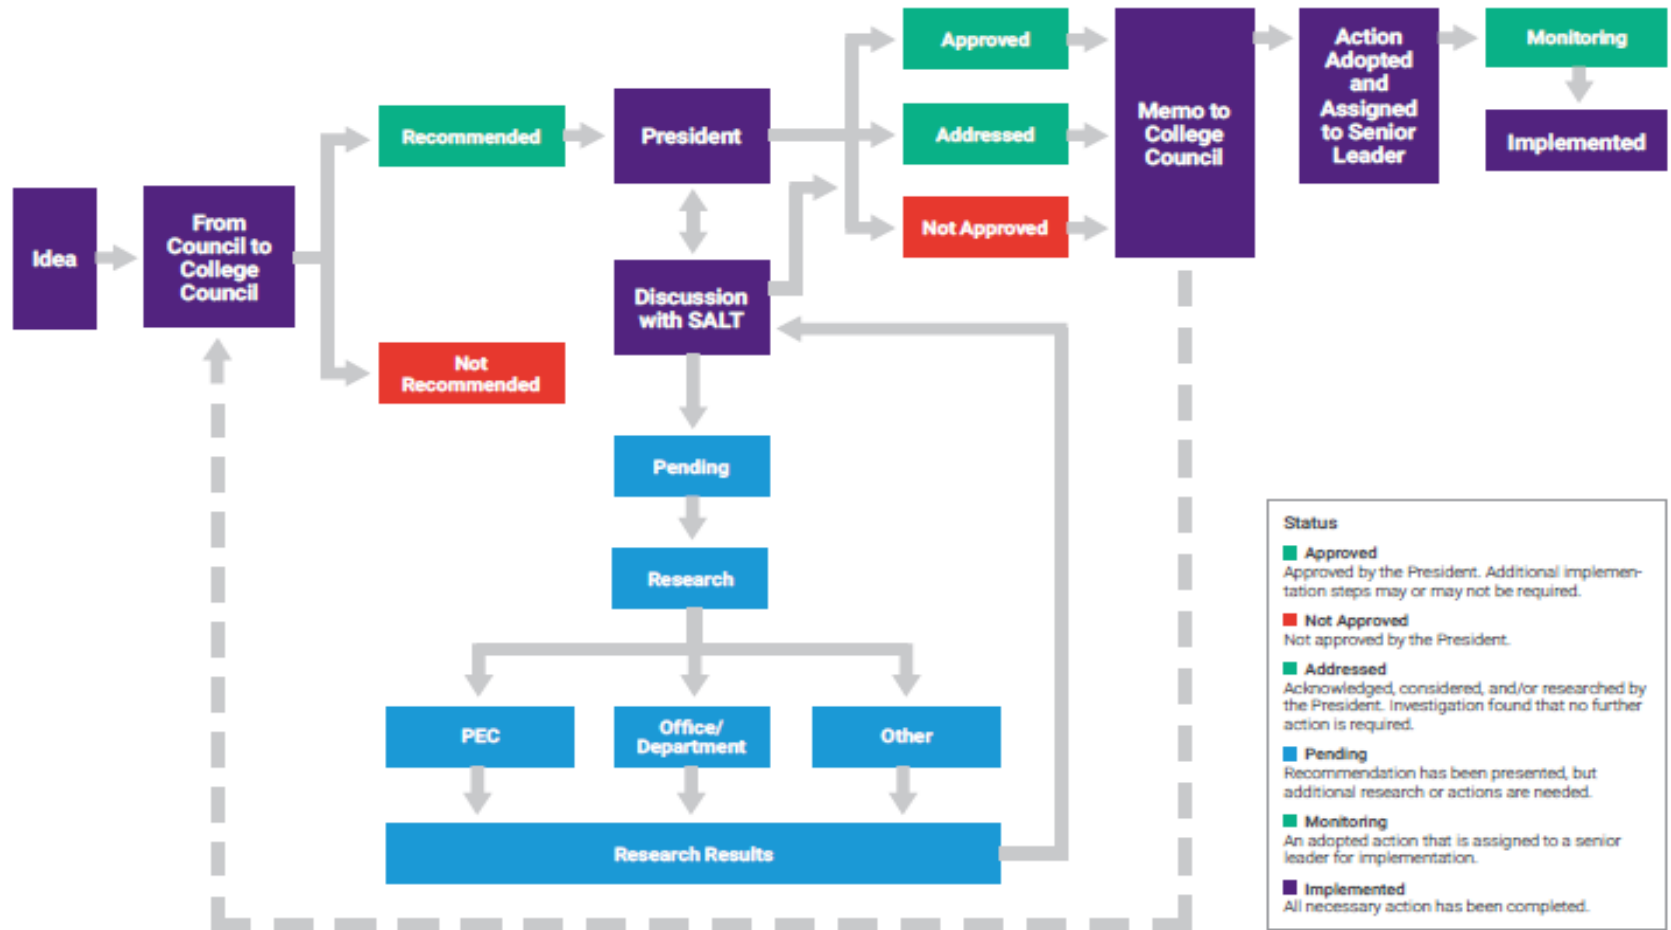 Idea
From
Council to
College
Council
Recommended
Not
Recommended
President
Discussion
with SALT
Pending
Research
PEC
Office/
Department
Other
Research Results
Approved
Addressed
Not Approved
Memo to
College
Council
Action
Adopted
and
Assigned
to Senior
Leader
Monitoring
Implemented
Status
Approved
Approved by the President. Additional implemen-
tation steps may or may not be required.
Not Approved
Not approved by the President.
Addressed
Acknowledged, considered, and/or researched by
the President. Investigation found that no further
action is required.
Pending
Recommendation has been presented, but
additional research or actions are needed.
Monitoring
An adopted action that is assigned to a senior
leader for implementation.
Implemented
All necessary action has been completed.